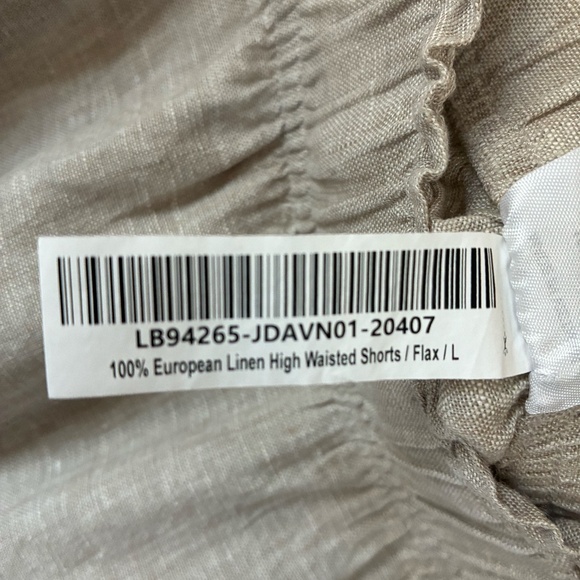 LB94265-JDAVN01-20407
100% European Linen High Waisted Shorts / Flax / L